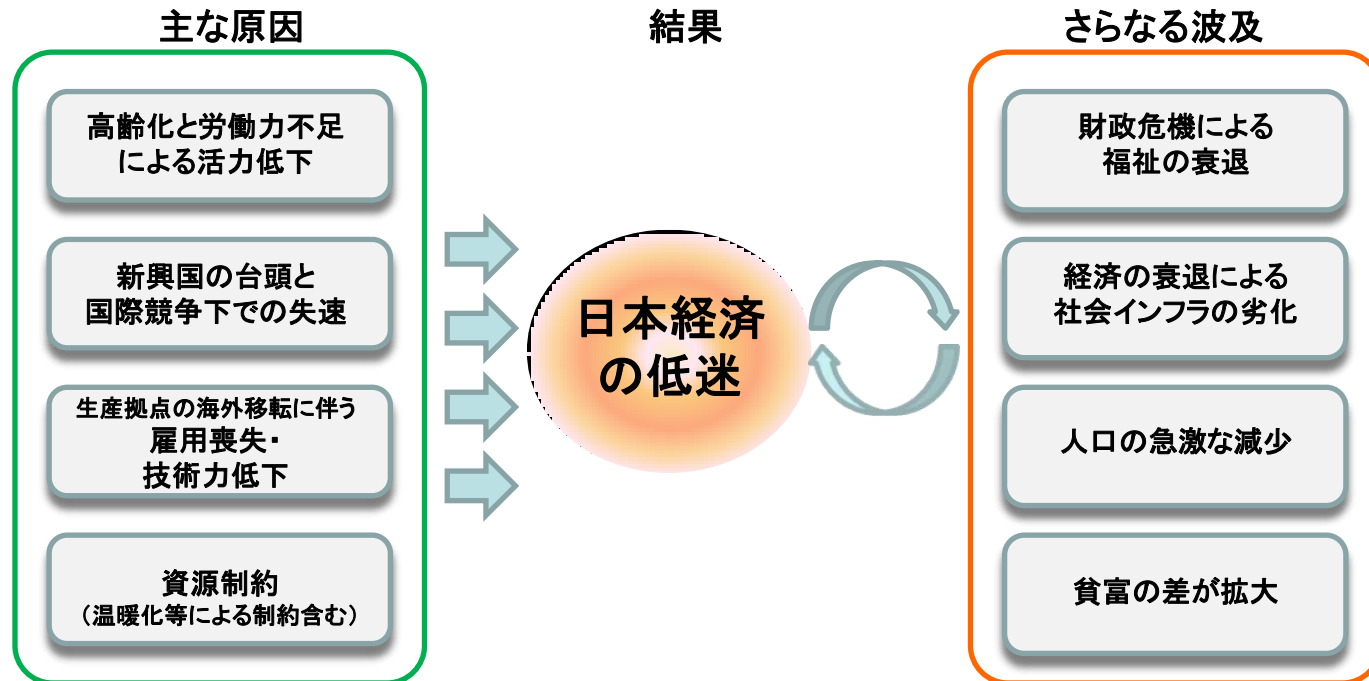 主な原因
高齢化と労働力不足
による活力低下
新興国の台頭と
国際競争下での失速
生産拠点の海外移転に伴う
雇用喪失・
技術力低下
資源制約
（温暖化等による制約含む）
結果
日本経済
の低迷
さらなる波及
財政危機による
福祉の衰退
経済の衰退による
社会インフラの劣化
人口の急激な減少
貧富の差が拡大